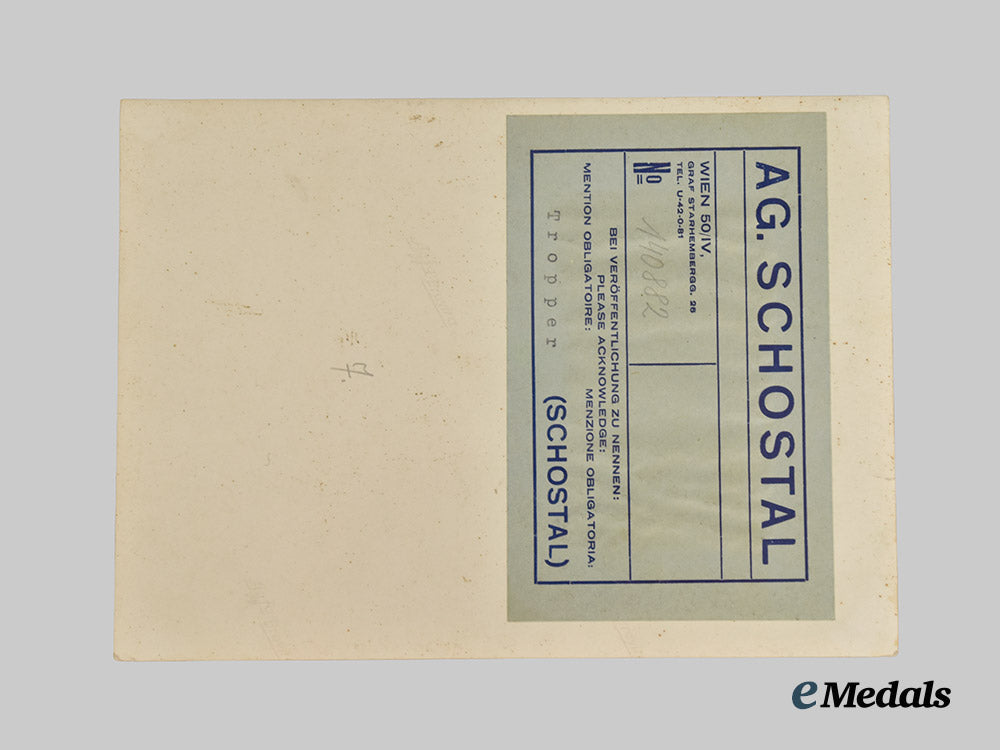 AG. SCHOSTAL
WIEN 50/IV,
GRAF STARHEMBERGG. 26
TEL. U-42-0-81
No 140882
BEI VERÖFFENTLICHUNG ZU NENNEN:
PLEASE ACKNOWLEDGE:
MENTION OBLIGATOIRE: MENZIONE OBLIGATORIA:
Tropper (SCHOSTAL)
7.
eMedals